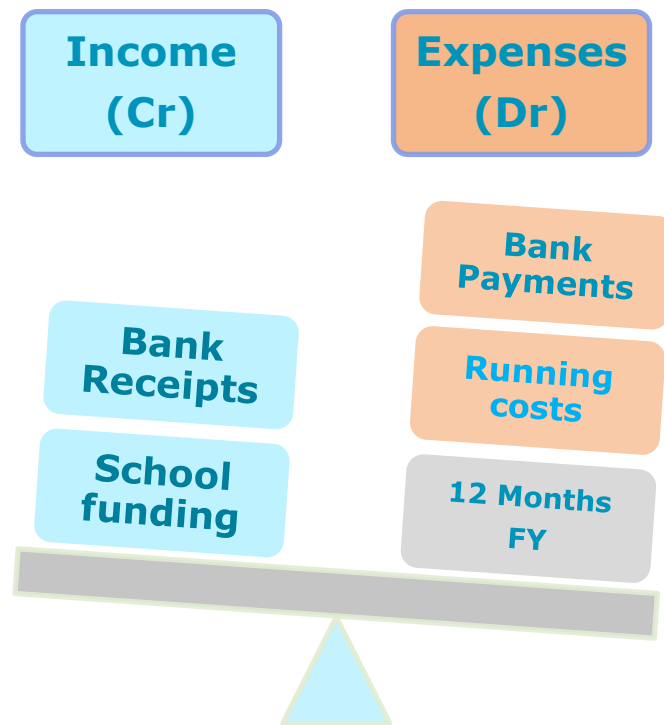 Income
(Cr)
Expenses
(Dr)
Bank
Payments
Bank
Receipts
Running
costs
School
funding
12 Months
FY